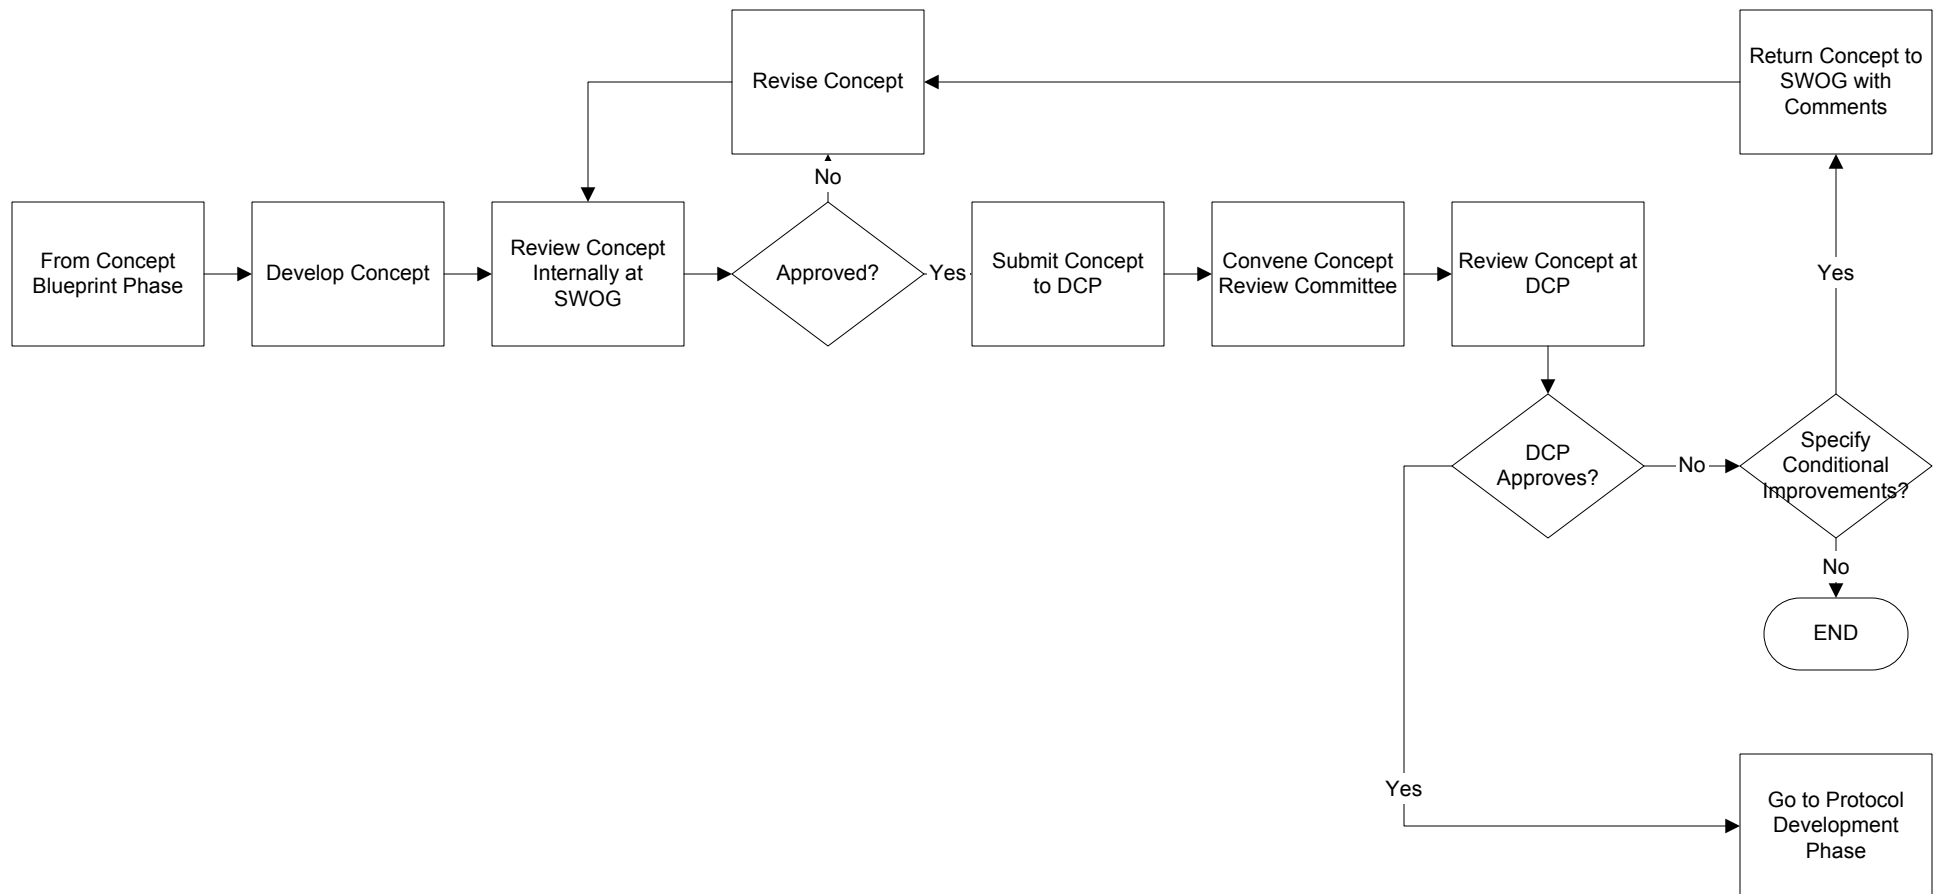 Revise Concept
Return Concept to
SWOG with
Comments
No
From Concept
Blueprint Phase
Develop Concept
Review Concept
Internally at
SWOG
Approved?
Yes
Submit Concept
to DCP
Convene Concept
Review Committee
Review Concept at
DCP
Yes
DCP
Approves?
No
Specify
Conditional
Improvements?
No
END
Yes
Go to Protocol
Development
Phase